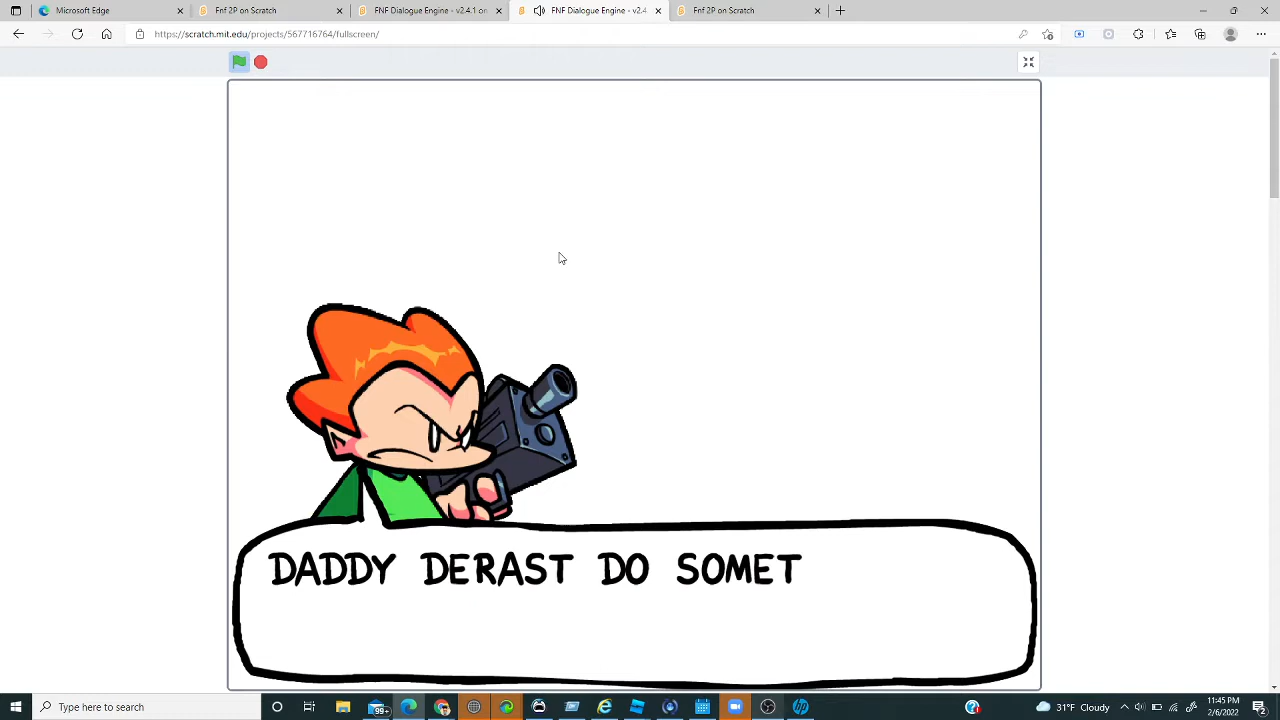 Microsoft Edge
Fnf 2P on Scratch
FNF Dialogue Engine - v2.4.1 on
FNF Dialogue Engine - v2.4
Fnf 2P on Scratch
https://scratch.mit.edu/projects/567716764/fullscreen/
DADDY DERAST DO SOMET
Type here to search
99+
31°F Cloudy
11:45 PM
2/6/2022
2